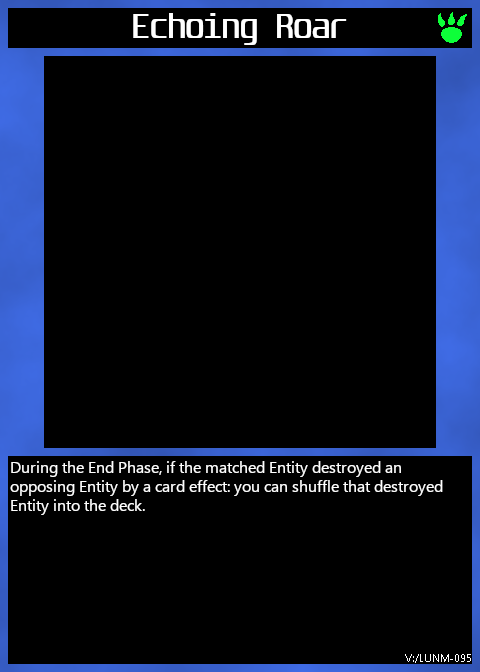 Echoing Roar
During the End Phase, if the matched Entity destroyed an
opposing Entity by a card effect: you can shuffle that destroyed
Entity into the deck.
V:/LUNM-095